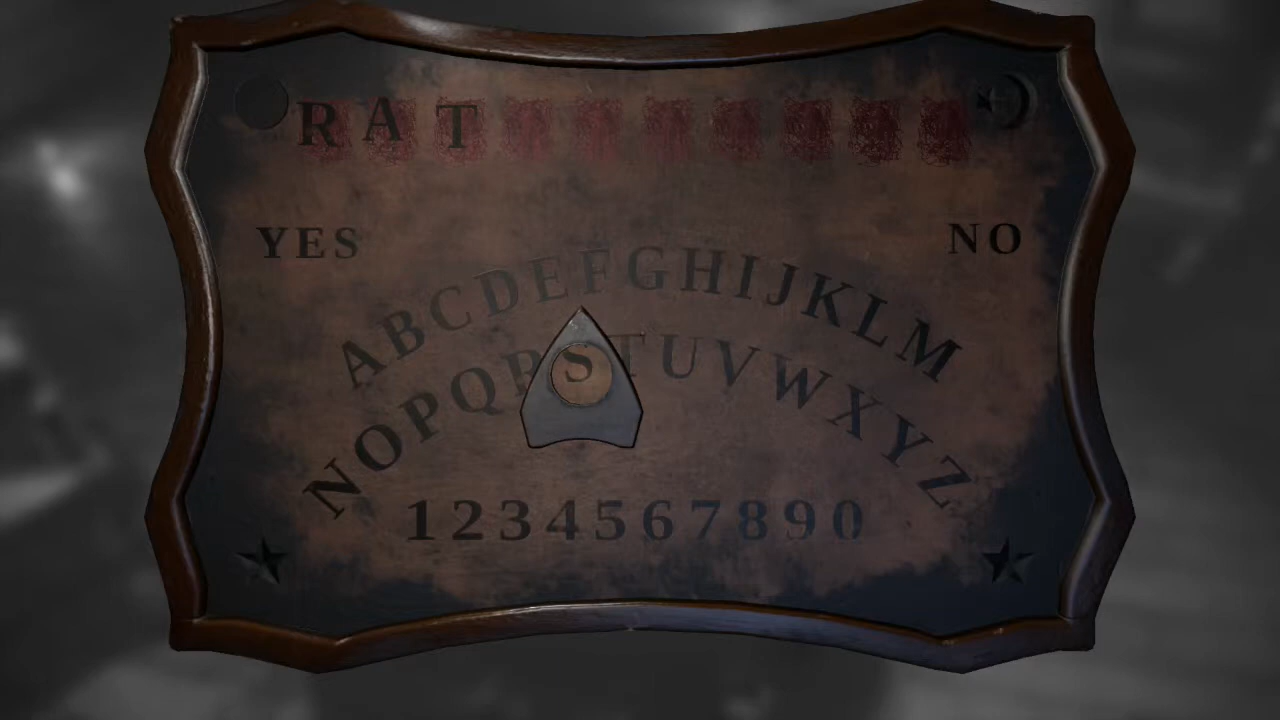 RAT
YES NO
ABCDEFGHIJKLM
NOPQRSTUVWXYZ
1234567890